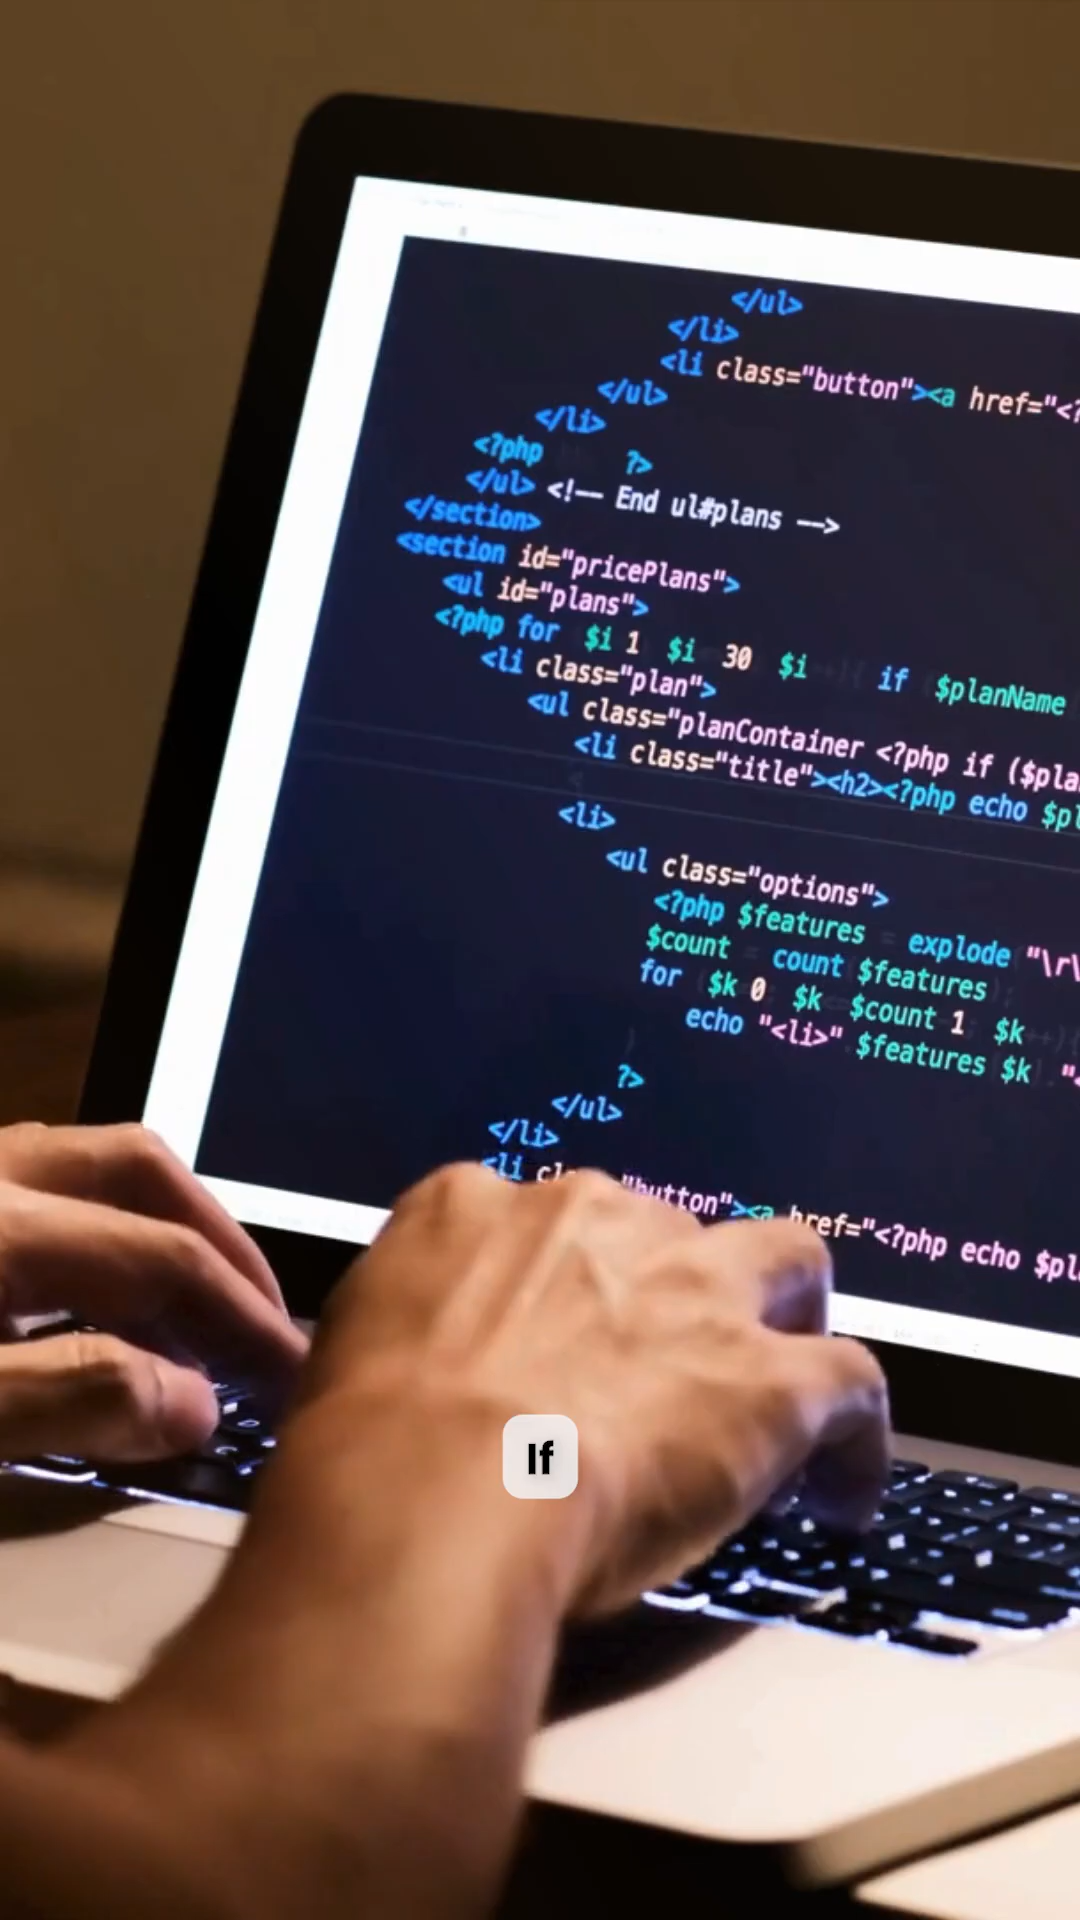 </ul>
</li>
<li class="button"><a href="<?
</ul>
</li>
<?php ?>
</ul> <!-- End ul#plans -->
</section>
<section id="pricePlans">
<ul id="plans">
<?php for $i 1 $i 30 $i if $planName
<li class="plan">
<ul class="planContainer <?php if ($pla
<li class="title"><h2><?php echo $pl
<li>
<ul class="options">
<?php $features = explode "\r\
$count = count $features
for $k 0 $k $count 1 $k
echo "<li>" $features $k "<
?>
</ul>
</li>
<li cl "button"><a href="<?php echo $pl
If